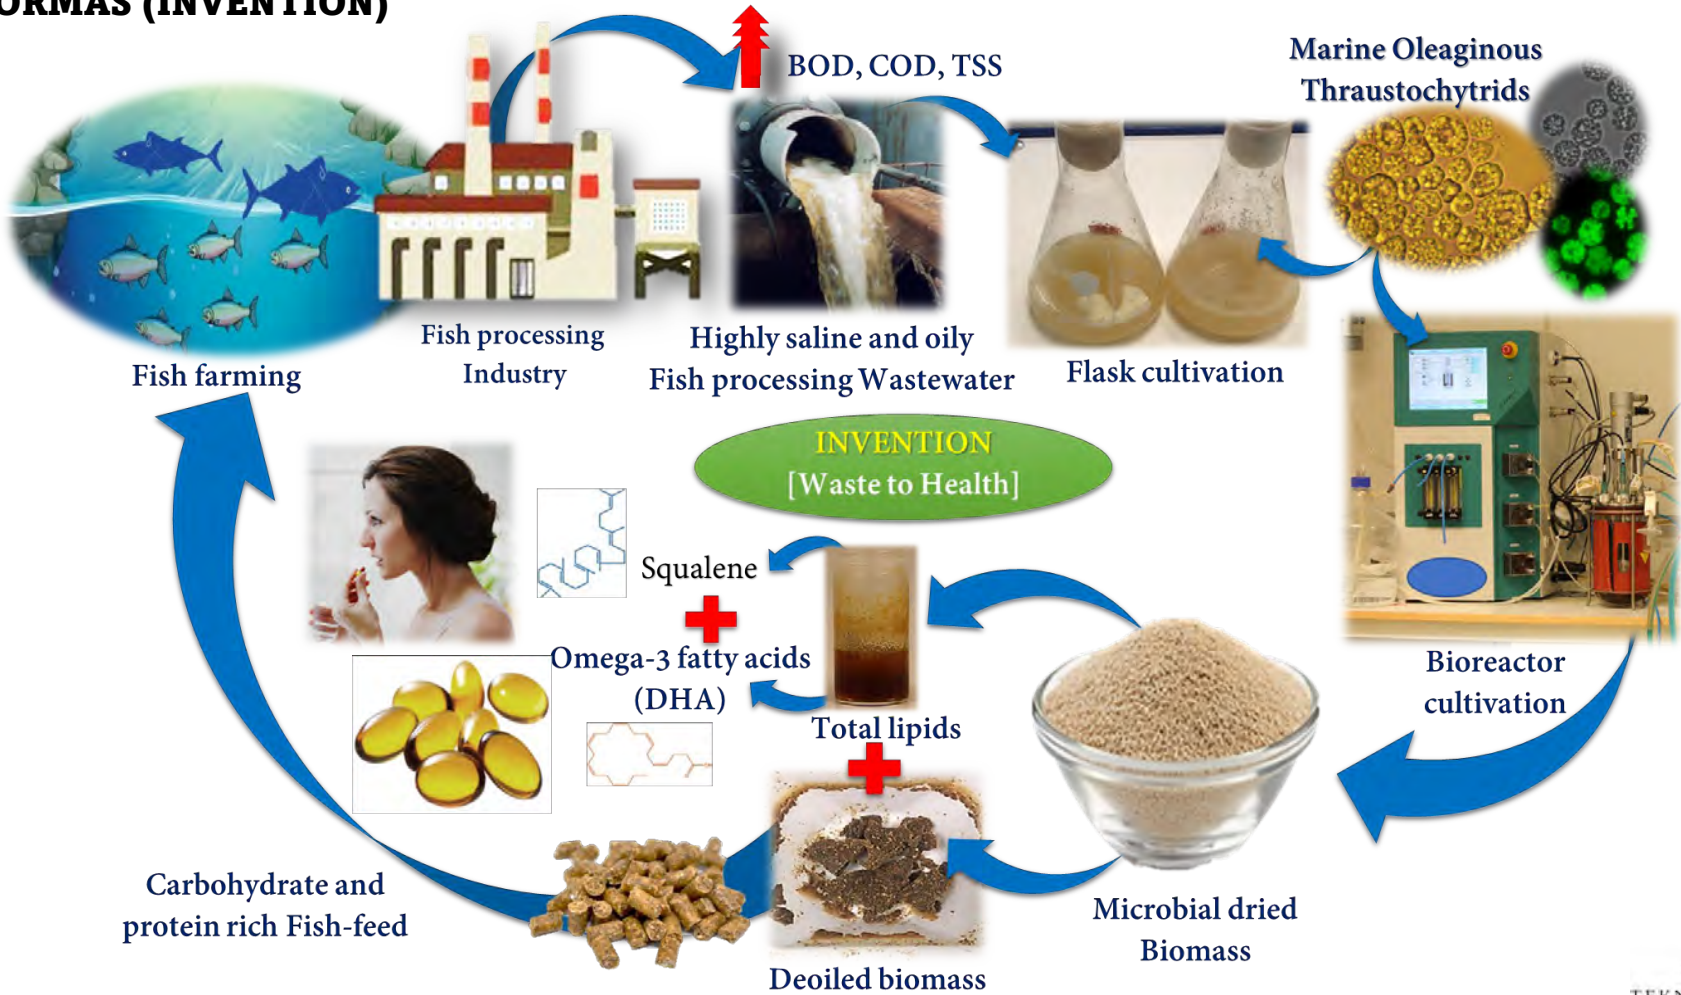 ORMAS (INVENTION)
BOD, COD, TSS
Marine Oleaginous
Thraustochytrids
Fish farming
Fish processing
Industry
Highly saline and oily
Fish processing Wastewater
Flask cultivation
INVENTION
[Waste to Health]
Squalene
Omega-3 fatty acids
(DHA)
Total lipids
Bioreactor
cultivation
Carbohydrate and
protein rich Fish-feed
Deoiled biomass
Microbial dried
Biomass